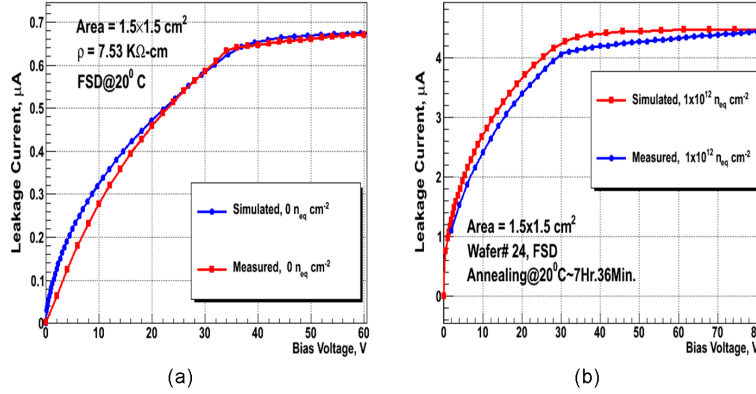 Area = 1.5×1.5 cm²
ρ = 7.53 KΩ-cm
FSD@20⁰ C
Leakage Current, μA
0.7
0.6
0.5
0.4
0.3
0.2
0.1
0
Simulated, 0 n_eq cm⁻²
Measured, 0 n_eq cm⁻²
0 10 20 30 40 50 60
Bias Voltage, V
(a)
Leakage Current, μA
4
3
2
1
0
Simulated, 1x10¹² n_eq cm⁻²
Measured, 1x10¹² n_eq cm⁻²
Area = 1.5x1.5 cm²
Wafer# 24, FSD
Annealing@20⁰C~7Hr.36Min.
0 10 20 30 40 50 60 70
Bias Voltage, V
(b)